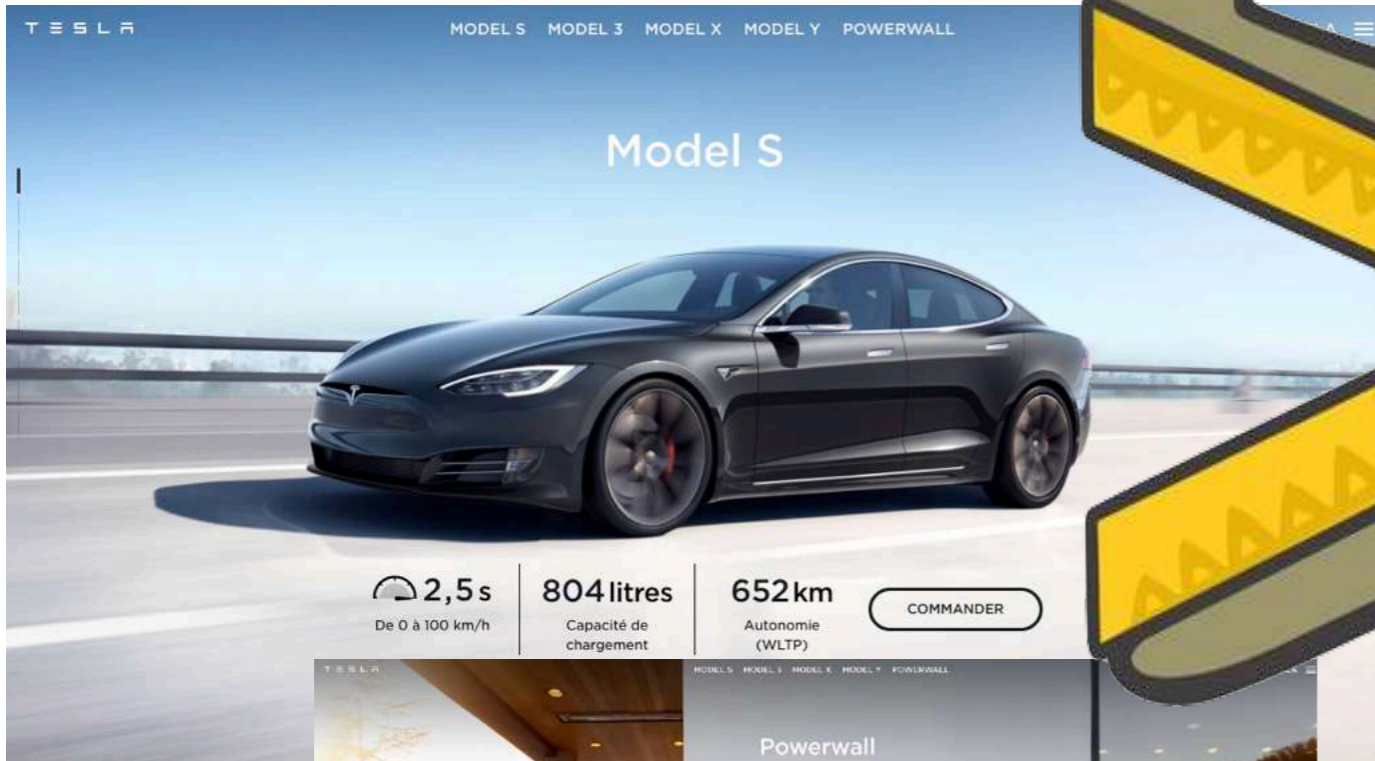 TESLA MODEL S MODEL 3 MODEL X MODEL Y POWERWALL
Model S
2,5 s 804 litres 652 km
De 0 à 100 km/h Capacité de chargement Autonomie (WLTP)
COMMANDER
TESLA MODEL S MODEL 3 MODEL X MODEL Y POWERWALL
Powerwall